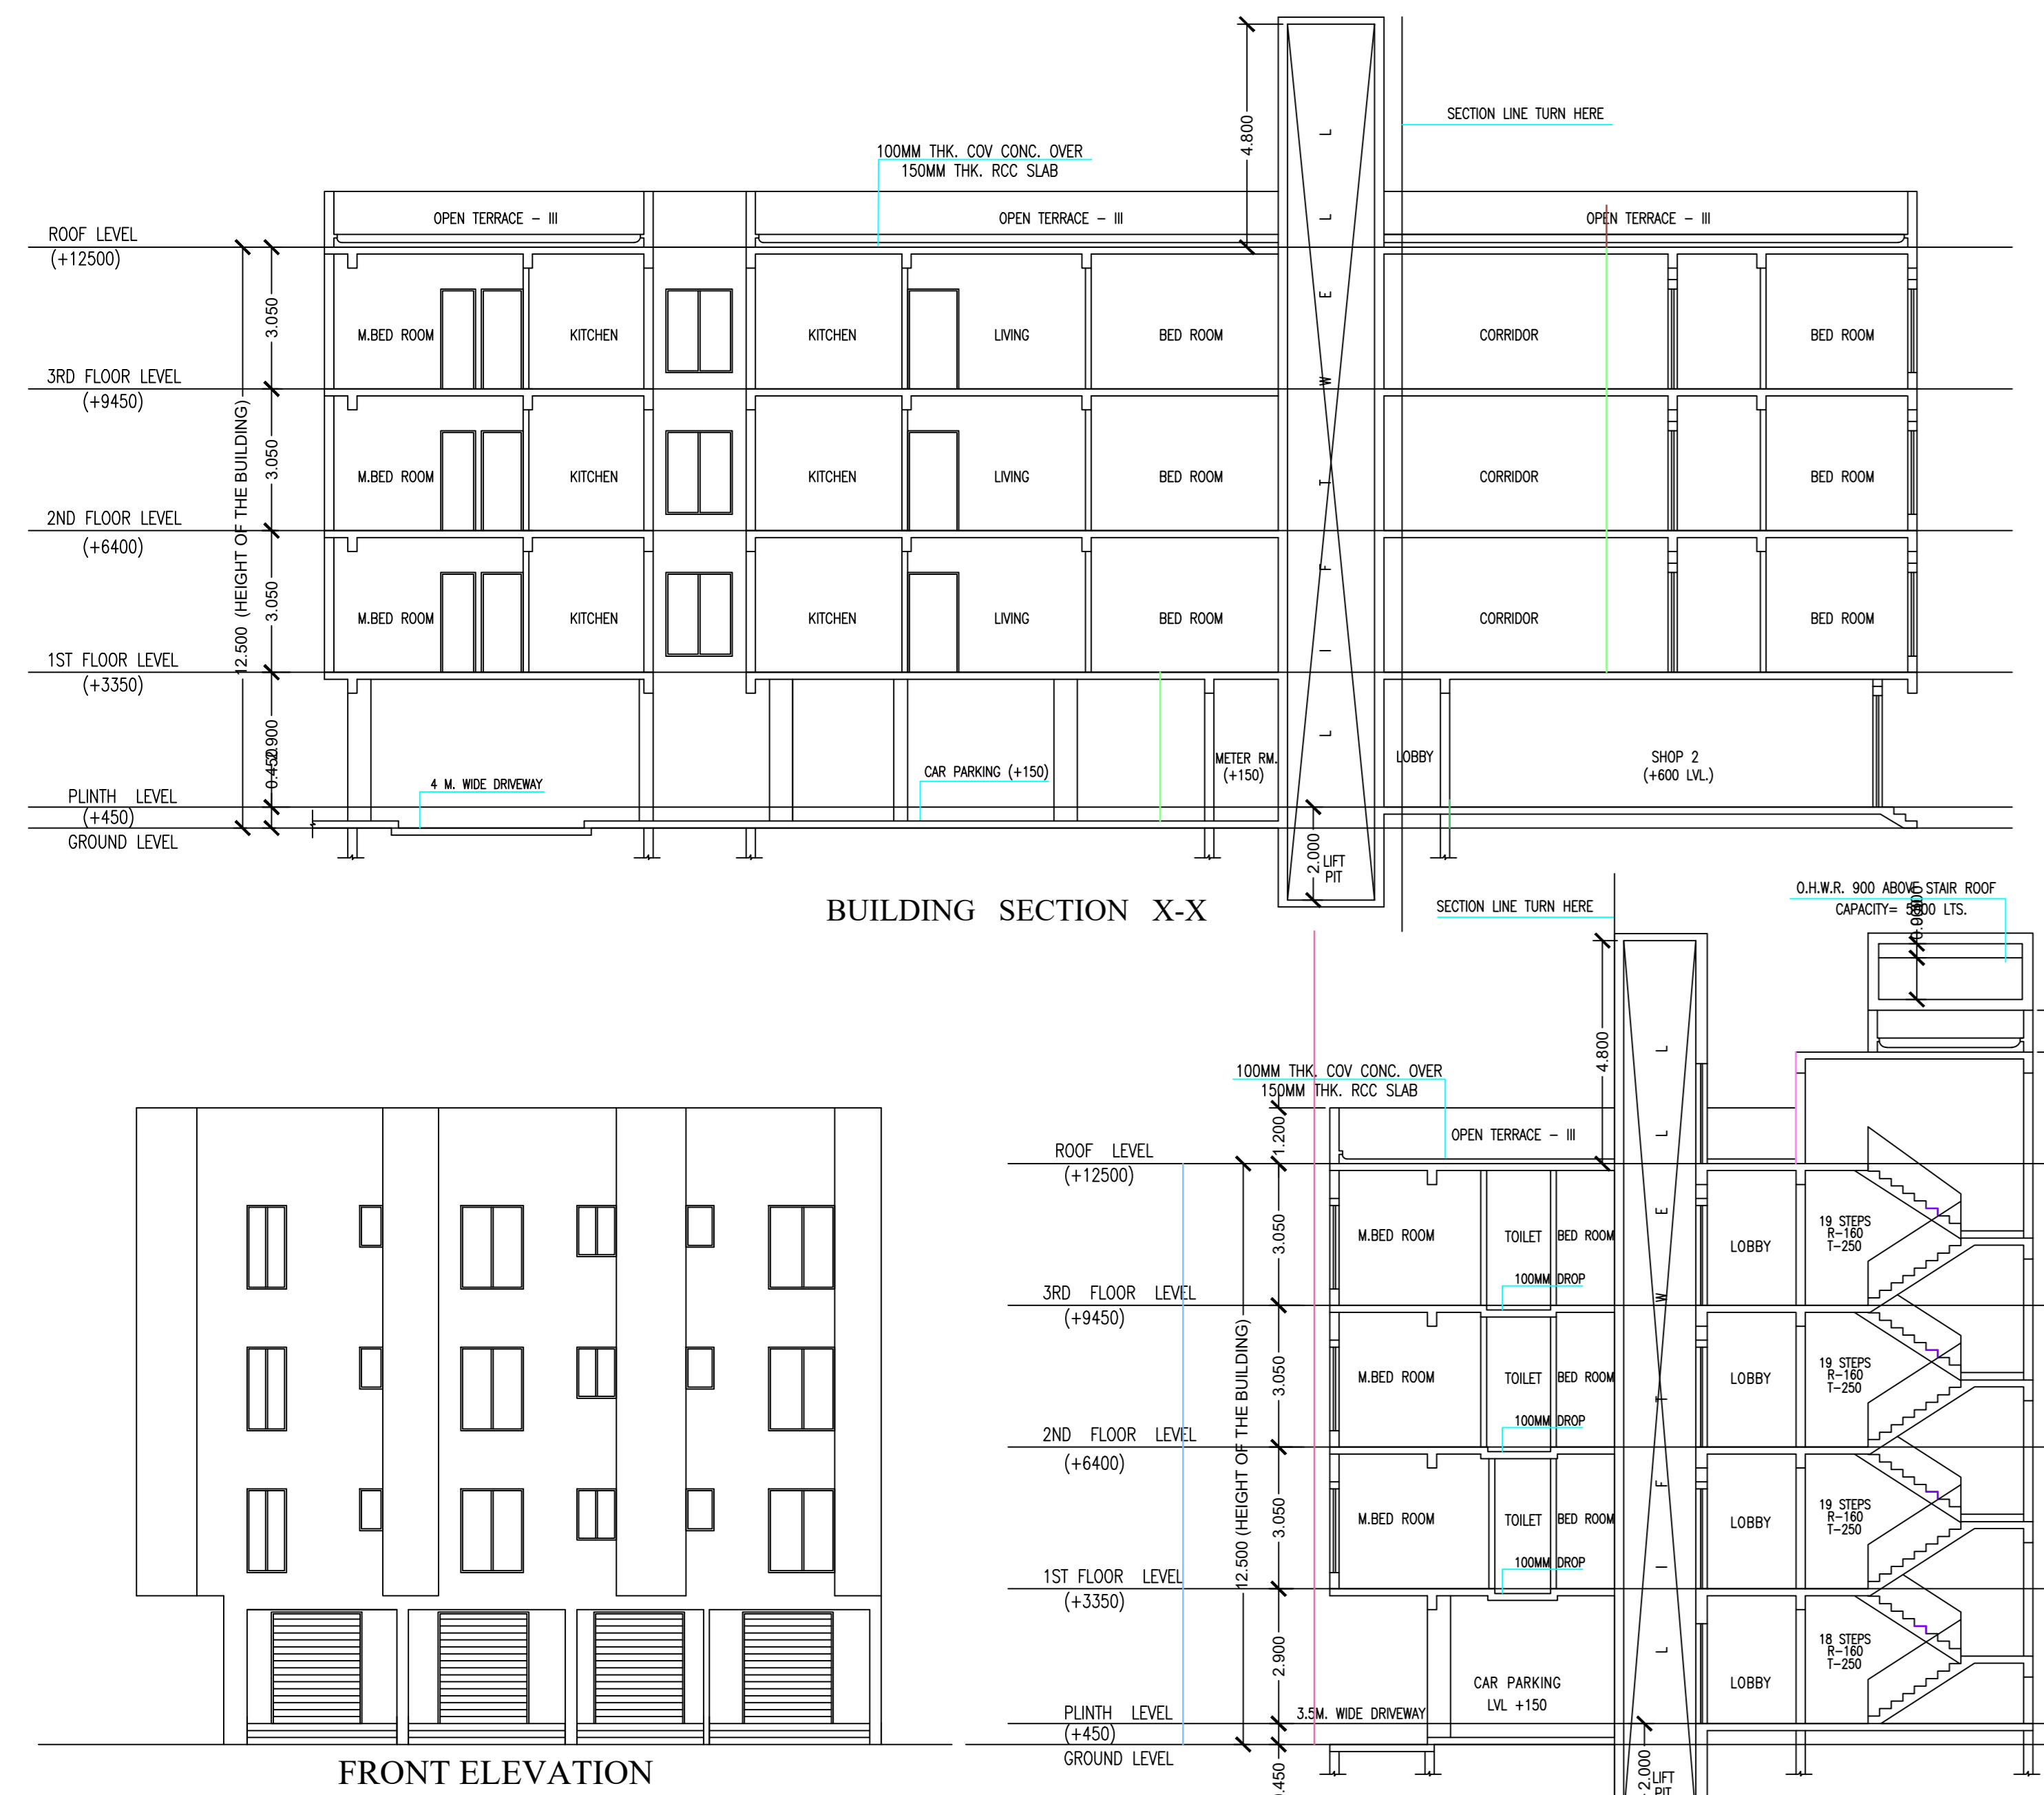 SECTION LINE TURN HERE
4.800
100MM THK. COV CONC. OVER
150MM THK. RCC SLAB
OPEN TERRACE - III
OPEN TERRACE - III
OPEN TERRACE - III
ROOF LEVEL
(+12500)
3.050
M.BED ROOM
KITCHEN
KITCHEN
LIVING
BED ROOM
CORRIDOR
BED ROOM
3RD FLOOR LEVEL
(+9450)
12.500 (HEIGHT OF THE BUILDING)
3.050
M.BED ROOM
KITCHEN
KITCHEN
LIVING
BED ROOM
CORRIDOR
BED ROOM
2ND FLOOR LEVEL
(+6400)
3.050
M.BED ROOM
KITCHEN
KITCHEN
LIVING
BED ROOM
CORRIDOR
BED ROOM
LIFT WELL
1ST FLOOR LEVEL
(+3350)
2.900
0.450
4 M. WIDE DRIVEWAY
CAR PARKING (+150)
METER RM.
(+150)
LOBBY
SHOP 2
(+600 LVL.)
PLINTH LEVEL
(+450)
GROUND LEVEL
2.000
LIFT
PIT
BUILDING SECTION X-X
SECTION LINE TURN HERE
O.H.W.R. 900 ABOVE STAIR ROOF
CAPACITY= LTS.
4.800
100MM THK. COV CONC. OVER
150MM THK. RCC SLAB
1.200
OPEN TERRACE - III
ROOF LEVEL
(+12500)
3.050
M.BED ROOM
TOILET
BED ROOM
LOBBY
19 STEPS
R-160
T-250
100MM DROP
3RD FLOOR LEVEL
(+9450)
12.500 (HEIGHT OF THE BUILDING)
3.050
M.BED ROOM
TOILET
BED ROOM
LOBBY
19 STEPS
R-160
T-250
100MM DROP
2ND FLOOR LEVEL
(+6400)
3.050
M.BED ROOM
TOILET
BED ROOM
LOBBY
19 STEPS
R-160
T-250
100MM DROP
LIFT WELL
1ST FLOOR LEVEL
(+3350)
2.900
CAR PARKING
LVL +150
LOBBY
18 STEPS
R-160
T-250
3.5M. WIDE DRIVEWAY
PLINTH LEVEL
(+450)
GROUND LEVEL
0.450
2.000
LIFT
PIT
FRONT ELEVATION